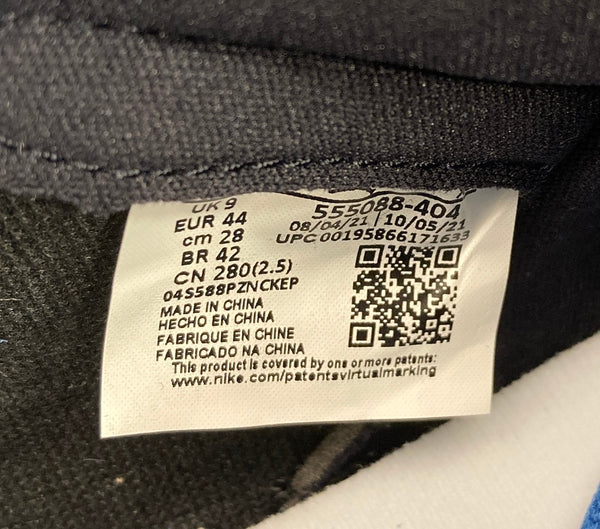 UK 9
EUR 44
cm 28
BR 42
CN 280(2.5)
04S588PZNCKEP
MADE IN CHINA
HECHO EN CHINA
FABRIQUE EN CHINE
FABRICADO NA CHINA
555088-404
08/04/21 | 10/05/21
UPC 00195866171633
This product is covered by one or more patents:
www.nike.com/patentsvirtualmarking